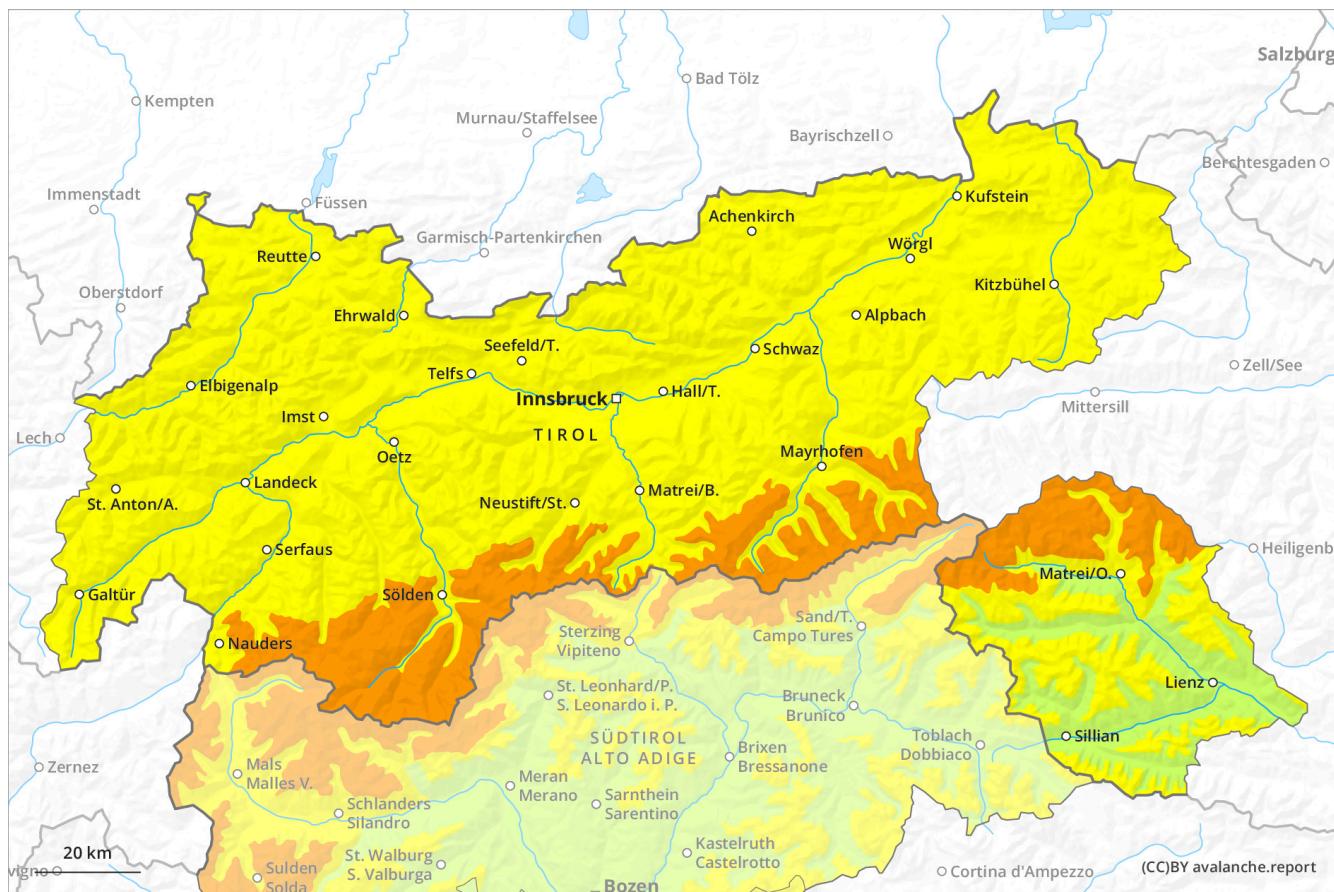 Salzburg
Bad Tölz
Kempten
Murnau/Staffelsee
Bayrischzell
Berchtesgaden
Immenstadt
Füssen
Kufstein
Achenkirch
Garmisch-Partenkirchen
Wörgl
Reutte
Kitzbühel
Oberstdorf
Ehrwald
Alpbach
Seefeld/T.
Schwaz
Telfs
Zell/See
Elbigenalp
Hall/T.
Innsbruck
Mittersill
Imst
TIROL
Lech
Oetz
Mayrhofen
Landeck
Matrei/B.
St. Anton/A.
Neustift/St.
Serfaus
Heiligenb
Matrei/O.
Galtür
Sölden
Sand/T.
Campo Tures
Sterzing
Vipiteno
Nauders
Lienz
St. Leonhard/P.
S. Leonardo i. P.
Bruneck
Brunico
SÜDTIROL
ALTO ADIGE
Toblach
Dobbiaco
Sillian
Brixen
Bressanone
Zernez
Mals
Malles V.
Meran
Merano
Schlanders
Silandro
Sarnthein
Sarentino
20 km
St. Walburg
S. Valburga
Kastelruth
Castelrotto
vigno
Sulden
Solda
Cortina d'Ampezzo
(CC)BY avalanche.report
Bozen